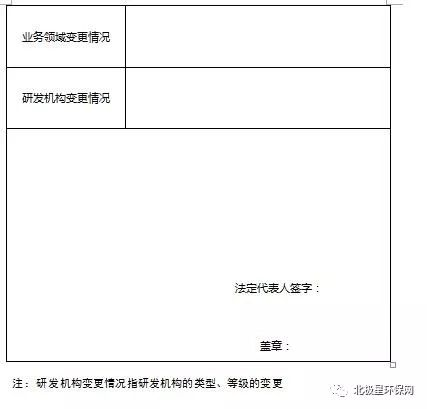 业务领域变更情况
研发机构变更情况
法定代表人签字：
盖章：
注：研发机构变更情况指研发机构的类型、等级的变更
北极星环保网